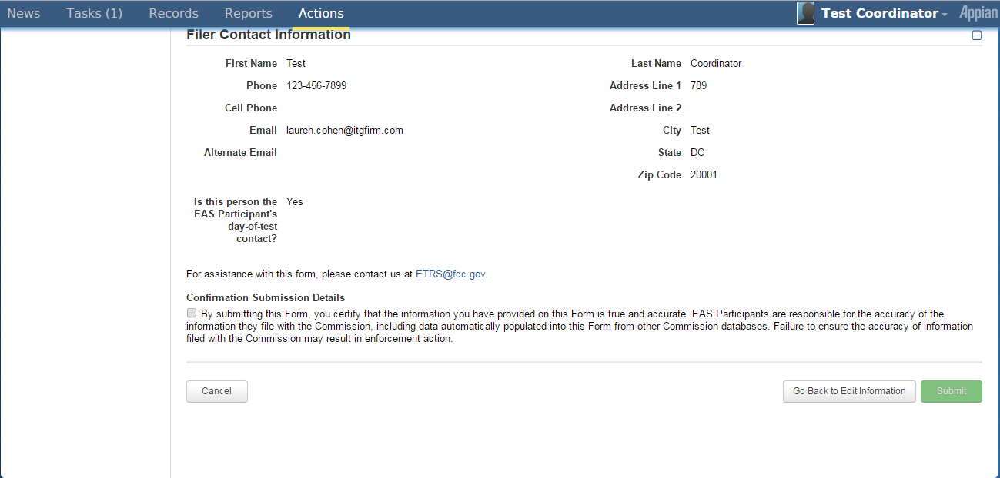 News Tasks (1) Records Reports Actions Test Coordinator Appian
Filer Contact Information
First Name Test Last Name Coordinator
Phone 123-456-7899 Address Line 1 789
Cell Phone Address Line 2
Email lauren.cohen@itgfirm.com City Test
Alternate Email State DC
Zip Code 20001
Is this person the Yes
EAS Participant's
day-of-test
contact?
For assistance with this form, please contact us at ETRS@fcc.gov.
Confirmation Submission Details
By submitting this Form, you certify that the information you have provided on this Form is true and accurate. EAS Participants are responsible for the accuracy of the
information they file with the Commission, including data automatically populated into this Form from other Commission databases. Failure to ensure the accuracy of information
filed with the Commission may result in enforcement action.
Cancel Go Back to Edit Information Submit